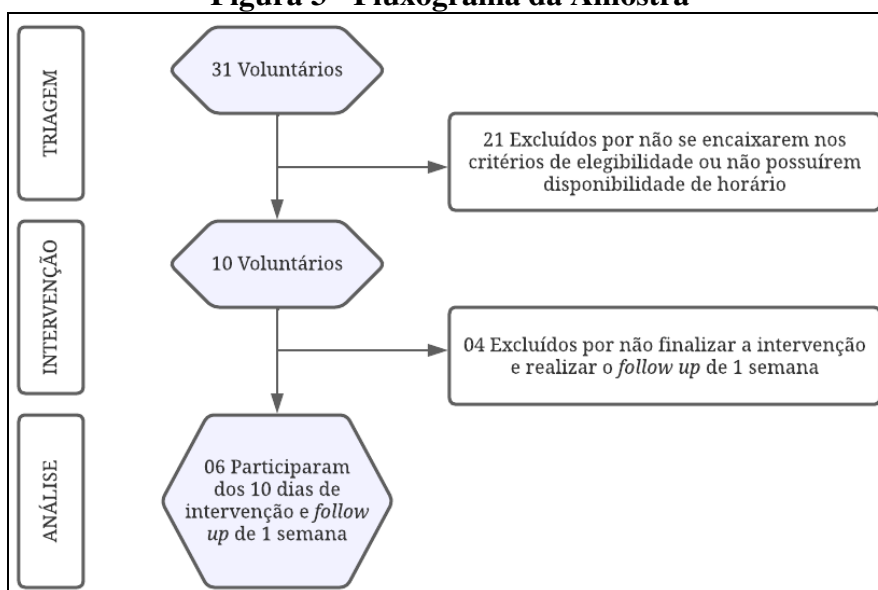 Figura 3 - Fluxograma da Amostra
TRIAGEM
31 Voluntários
21 Excluídos por não se encaixarem nos
critérios de elegibilidade ou não possuírem
disponibilidade de horário
INTERVENÇÃO
10 Voluntários
04 Excluídos por não finalizar a intervenção
e realizar o follow up de 1 semana
ANÁLISE
06 Participaram
dos 10 dias de
intervenção e follow
up de 1 semana